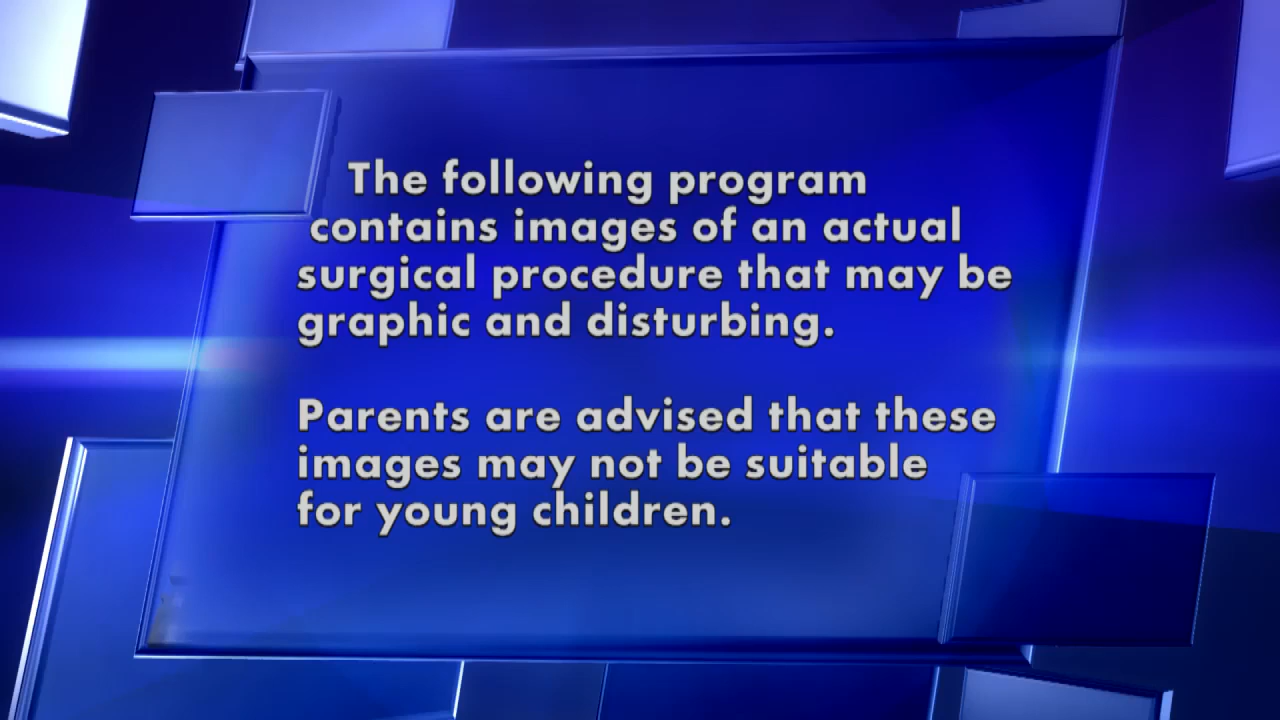 The following program
contains images of an actual
surgical procedure that may be
graphic and disturbing.
Parents are advised that these
images may not be suitable
for young children.